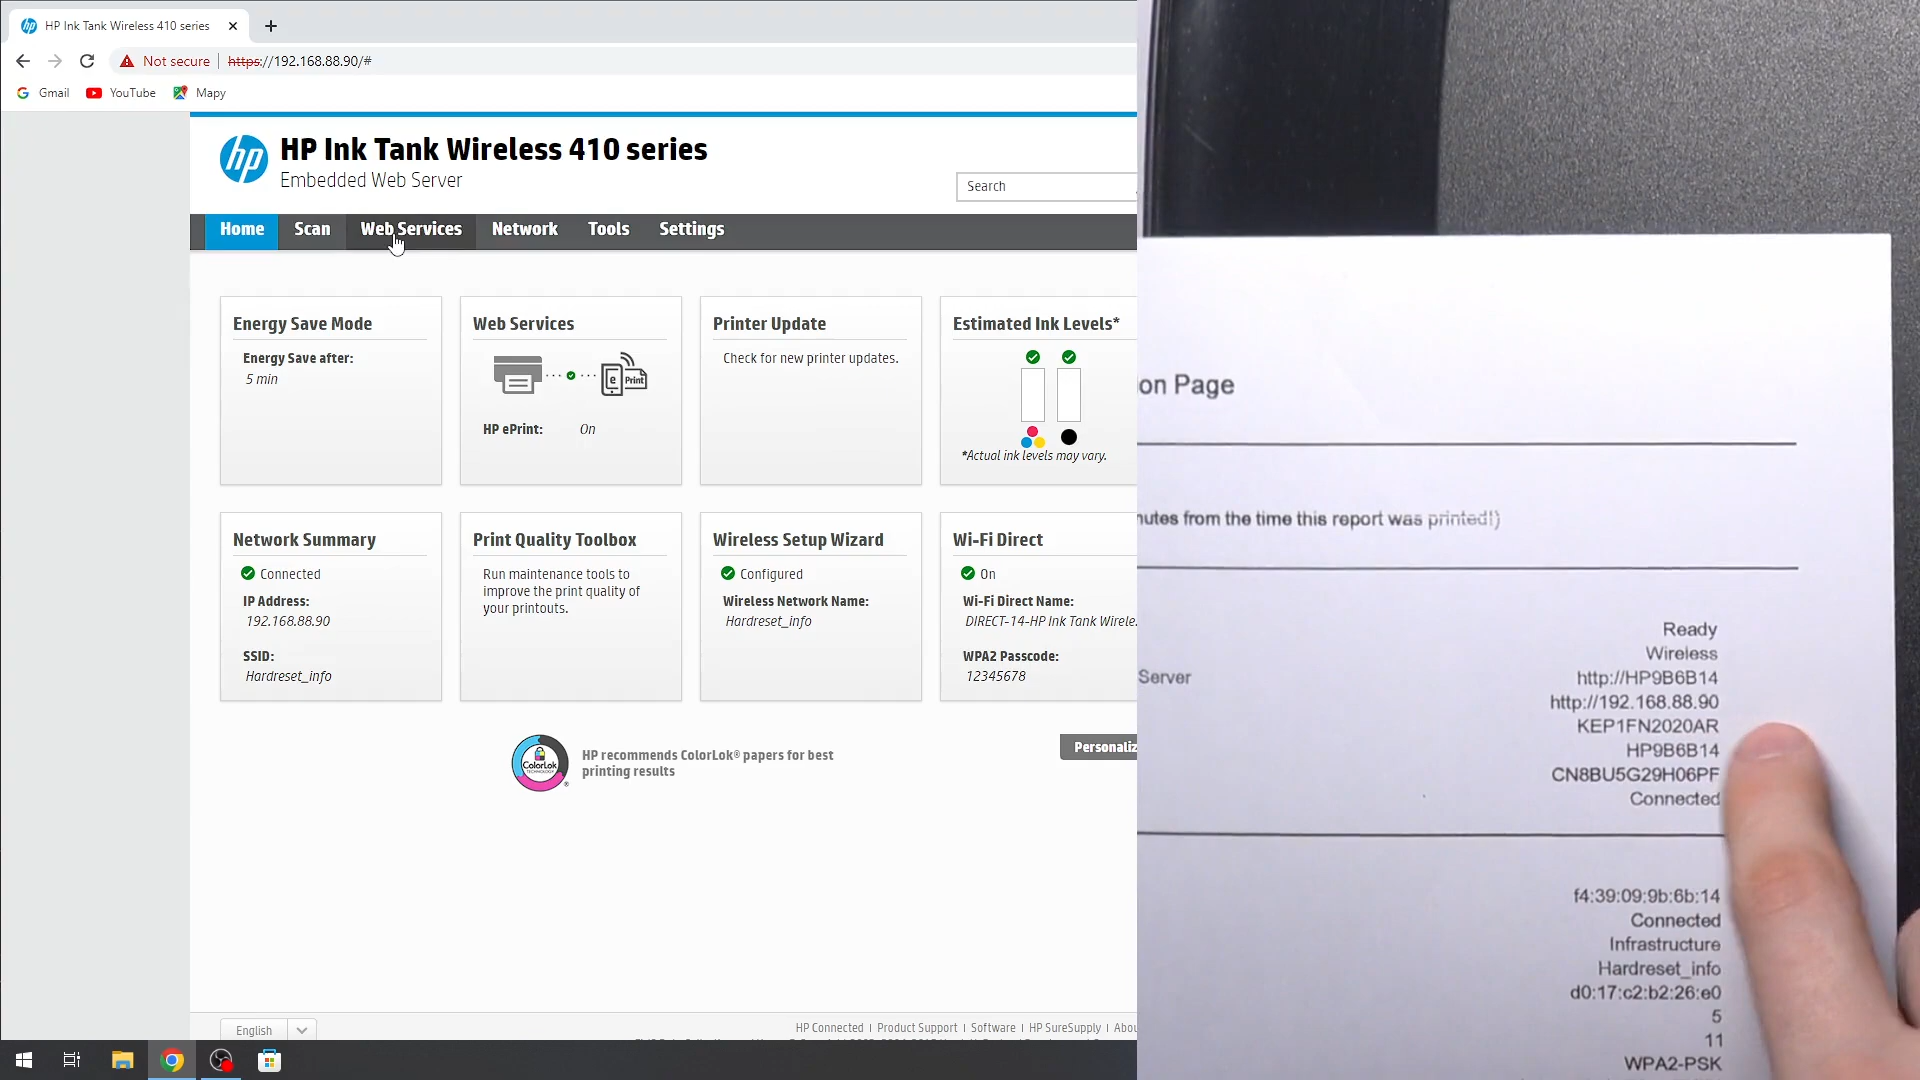 HP Ink Tank Wireless 410 series
Not secure
https://192.168.88.90/#
Gmail
YouTube
Mapy
hp
HP Ink Tank Wireless 410 series
Embedded Web Server
Search
Home
Scan
Web Services
Network
Tools
Settings
Energy Save Mode
Energy Save after:
5 min
Web Services
e Print
HP ePrint: On
Printer Update
Check for new printer updates.
Estimated Ink Levels*
*Actual ink levels may vary.
Network Summary
Connected
IP Address:
192.168.88.90
SSID:
Hardreset_info
Print Quality Toolbox
Run maintenance tools to
improve the print quality of
your printouts.
Wireless Setup Wizard
Configured
Wireless Network Name:
Hardreset_info
Wi-Fi Direct
On
Wi-Fi Direct Name:
DIRECT-14-HP Ink Tank Wirele
WPA2 Passcode:
12345678
ColorLok
TECHNOLOGY
HP recommends ColorLok® papers for best
printing results
Personaliz
English
HP Connected | Product Support | Software | HP SureSupply | Abou
on Page
nutes from the time this report was printed!)
Ready
Wireless
Server http://HP9B6B14
http://192.168.88.90
KEP1FN2020AR
HP9B6B14
CN8BU5G29H06PF
Connected
f4:39:09:9b:6b:14
Connected
Infrastructure
Hardreset_info
d0:17:c2:b2:26:e0
5
11
WPA2-PSK